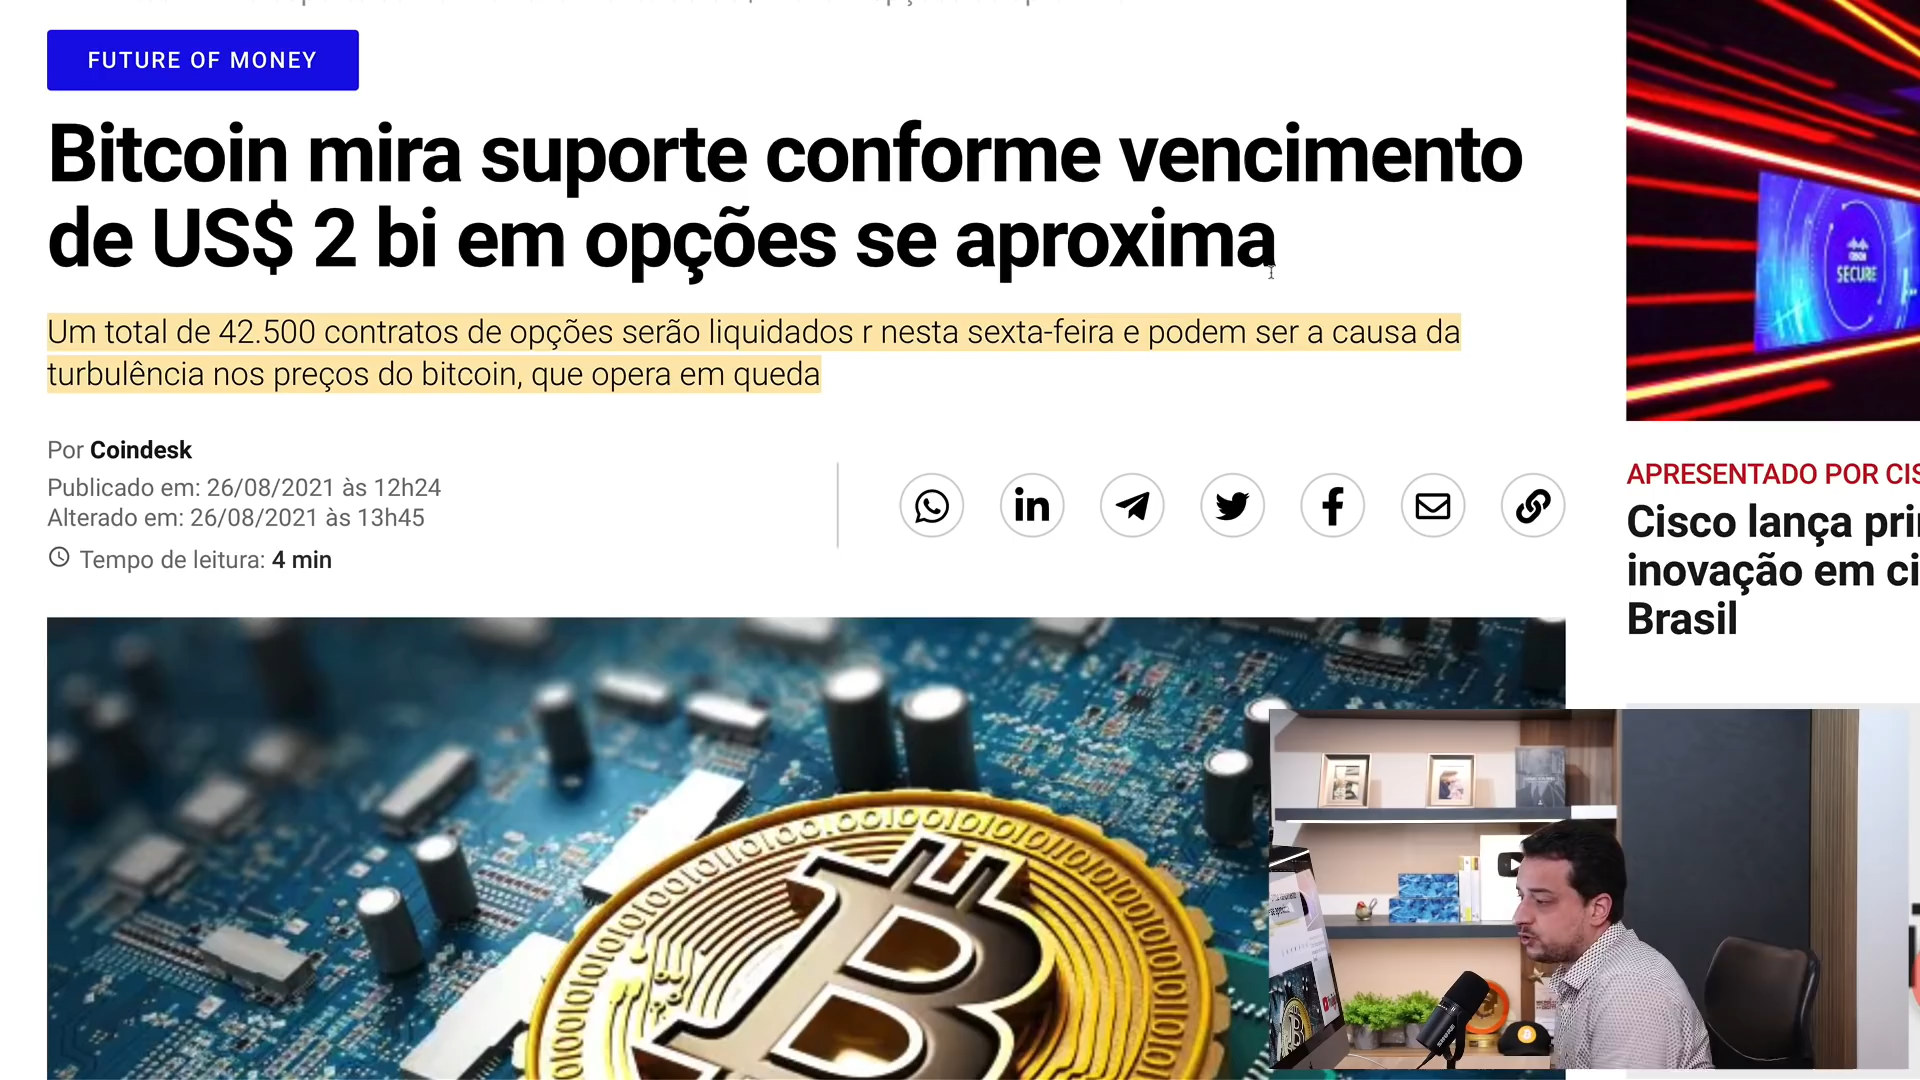 FUTURE OF MONEY
Bitcoin mira suporte conforme vencimento
de US$ 2 bi em opções se aproxima
Um total de 42.500 contratos de opções serão liquidados r nesta sexta-feira e podem ser a causa da
turbulência nos preços do bitcoin, que opera em queda
Por Coindesk
Publicado em: 26/08/2021 às 12h24
Alterado em: 26/08/2021 às 13h45
Tempo de leitura: 4 min
SECURE
APRESENTADO POR CIS
Cisco lança pri
inovação em ci
Brasil